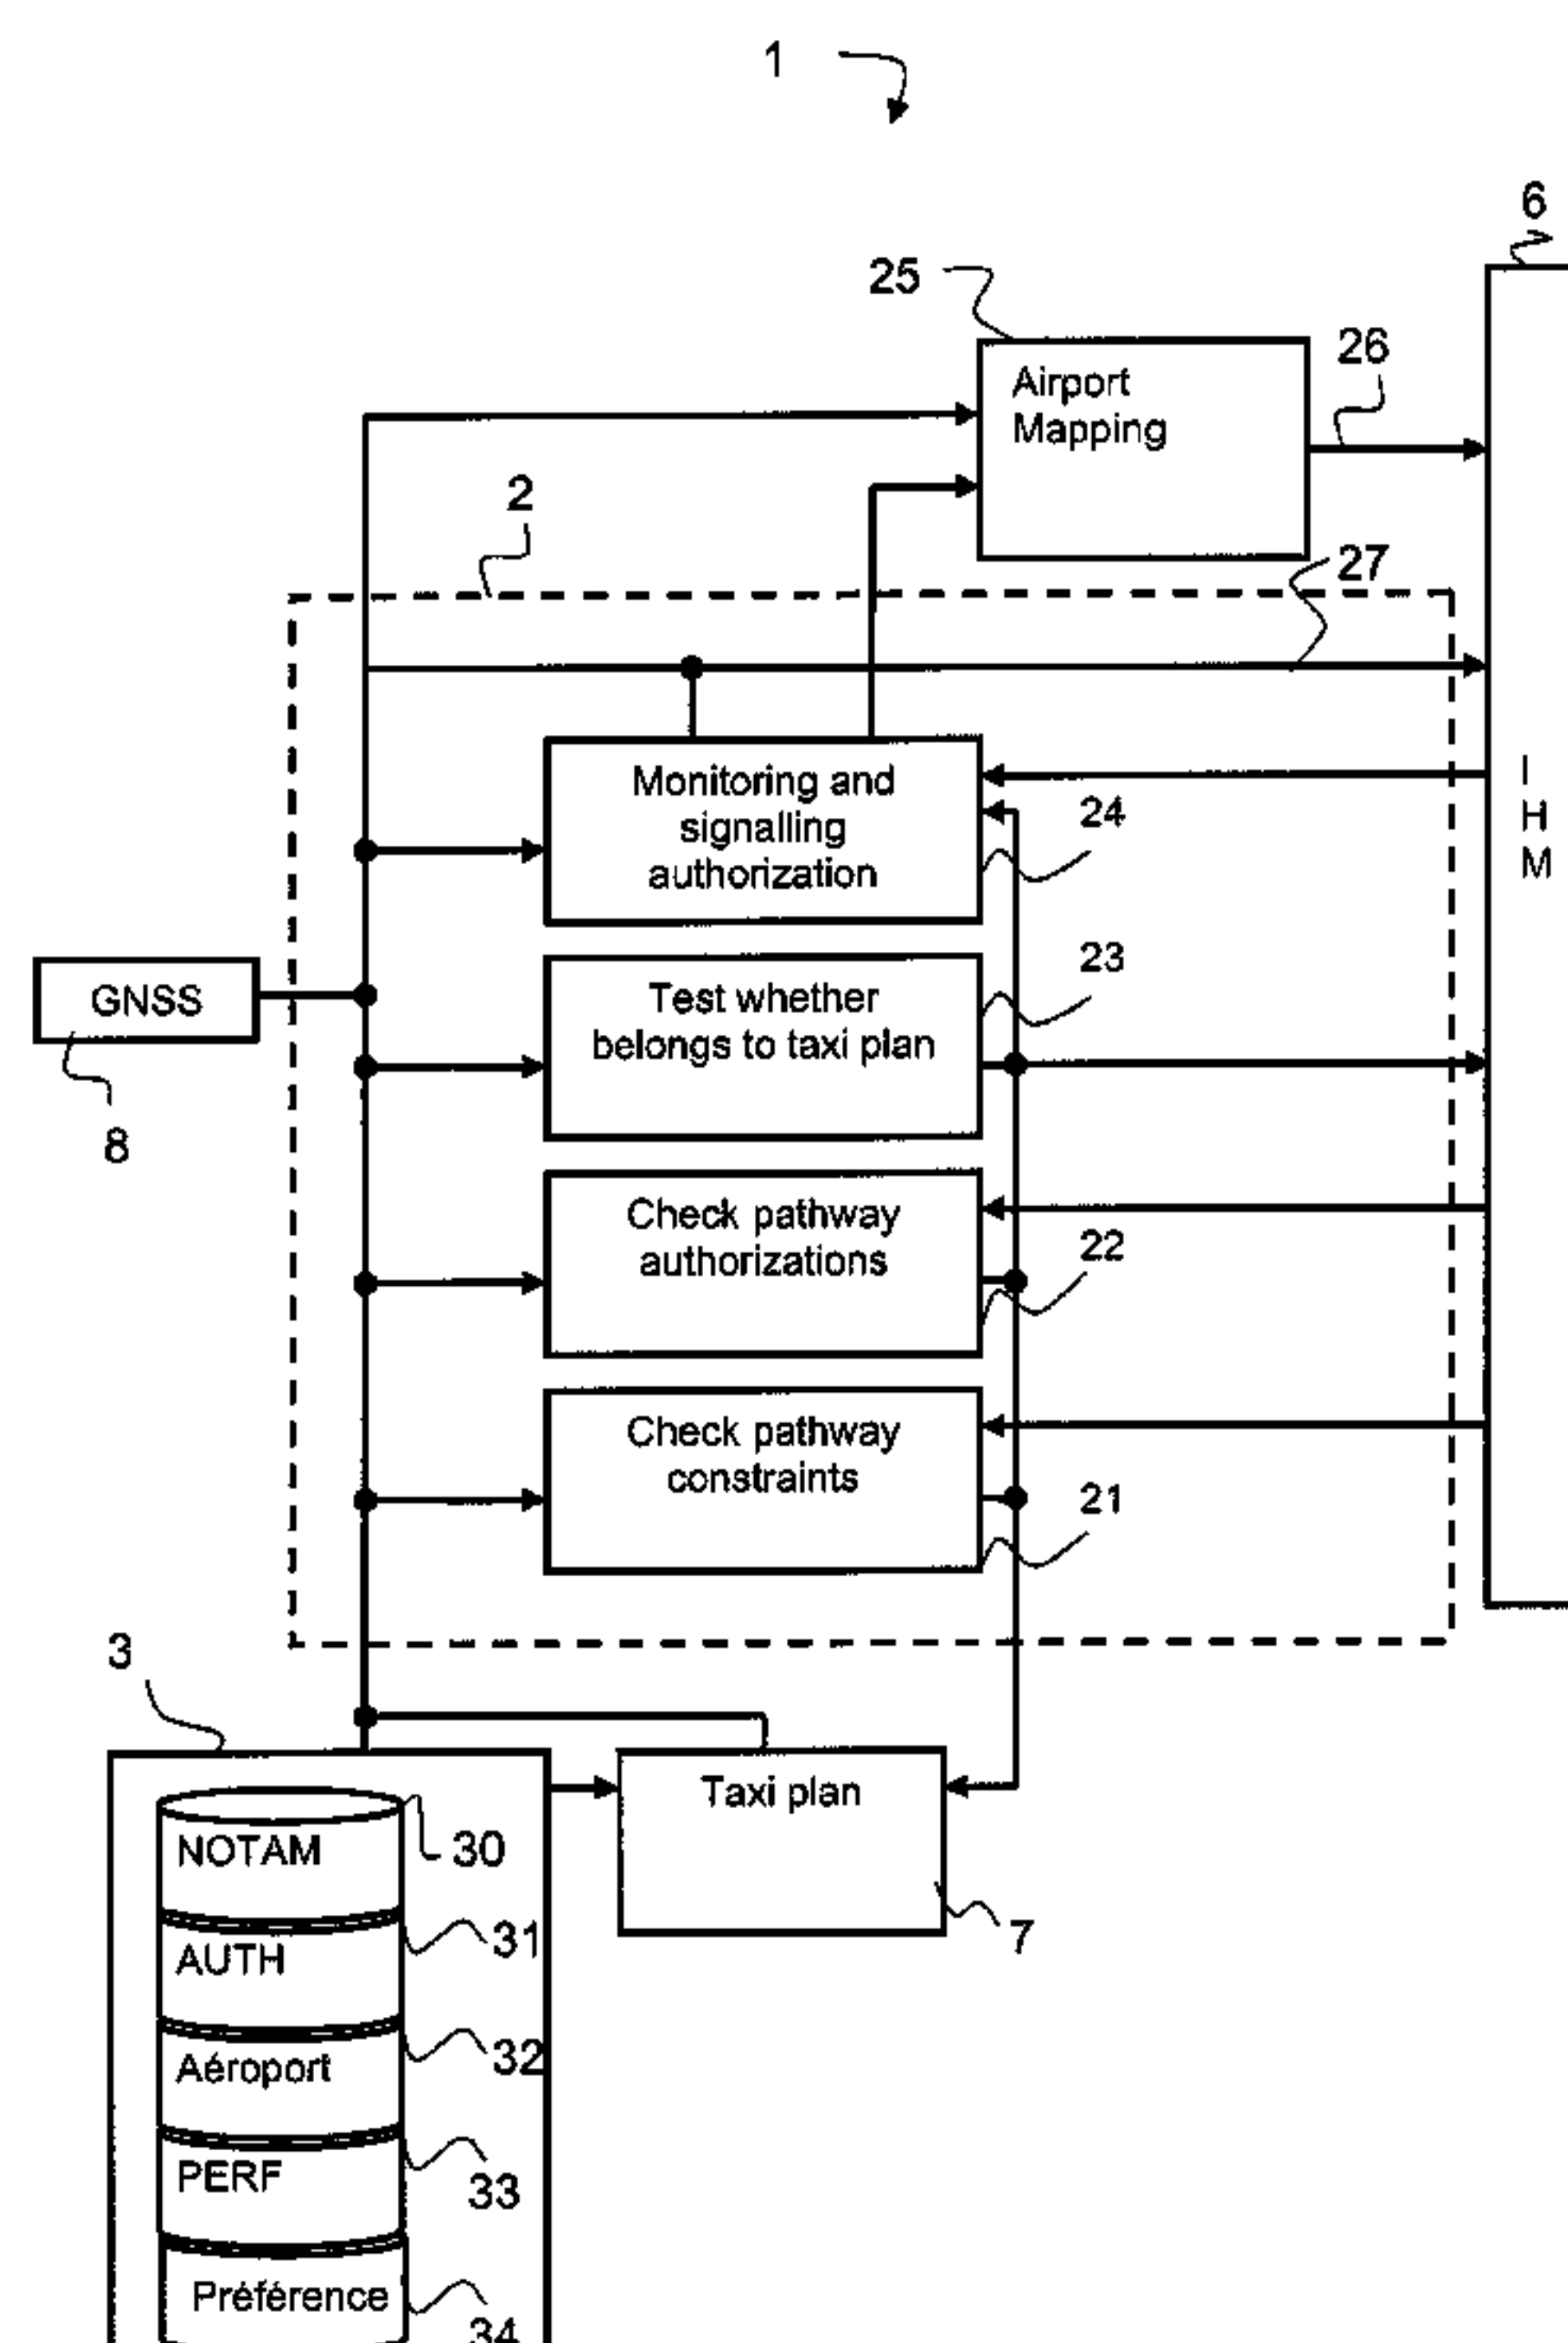 1
6
25
26
Airport
Mapping
2
27
Monitoring and
signalling
authorization
24
I
H
M
23
GNSS
Test whether
belongs to taxi plan
8
Check pathway
authorizations
22
Check pathway
constraints
21
3
Taxi plan
NOTAM
30
31
AUTH
7
32
Aéroport
PERF
33
Préférence
34